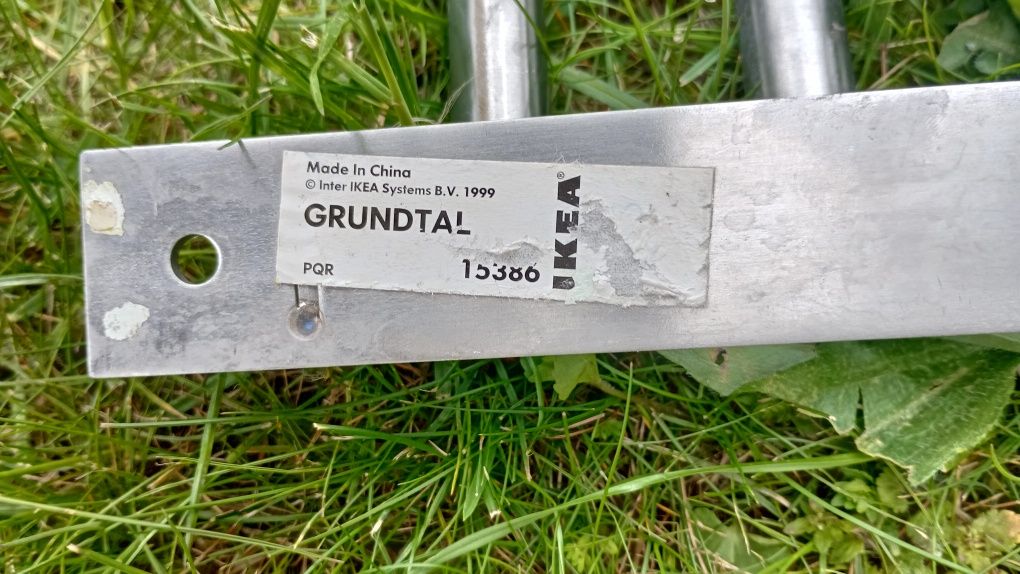 Made In China
© Inter IKEA Systems B.V. 1999
GRUNDTAL
PQR 15386
IKEA®